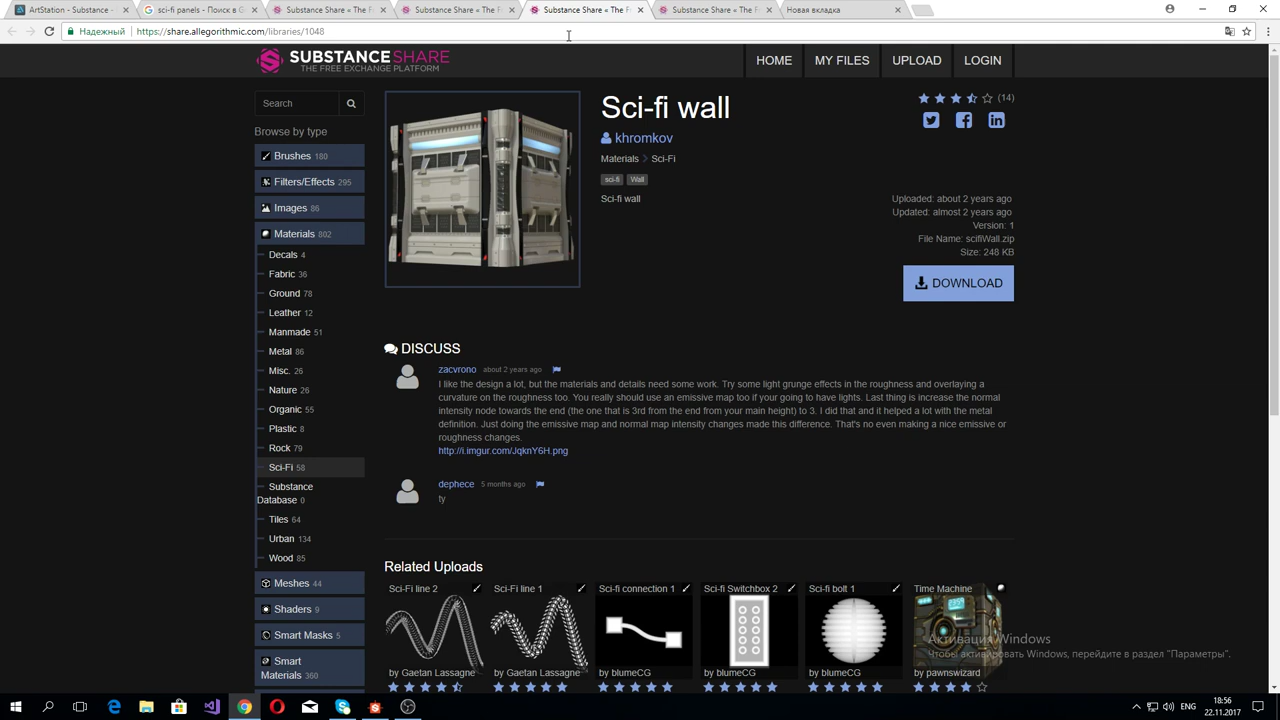 ArtStation - Substance -
sci-fi panels - Поиск в G
Substance Share « The Fr
Substance Share « The Fr
Substance Share « The F
Substance Share « The Fr
Новая вкладка
Надежный
https://share.allegorithmic.com/libraries/1048
SUBSTANCE SHARE
THE FREE EXCHANGE PLATFORM
HOME
MY FILES
UPLOAD
LOGIN
Search
Browse by type
Brushes 180
Filters/Effects 295
Images 86
Materials 802
Decals 4
Fabric 36
Ground 78
Leather 12
Manmade 51
Metal 86
Misc. 26
Nature 26
Organic 55
Plastic 8
Rock 79
Sci-Fi 58
Substance
Database 0
Tiles 64
Urban 134
Wood 85
Meshes 44
Shaders 9
Smart Masks 5
Smart
Materials 360
Sci-fi wall
khromkov
Materials > Sci-Fi
sci-fi Wall
Sci-fi wall
(14)
Uploaded: about 2 years ago
Updated: almost 2 years ago
Version: 1
File Name: scifiWall.zip
Size: 248 KB
DOWNLOAD
DISCUSS
zacvrono about 2 years ago
I like the design a lot, but the materials and details need some work. Try some light grunge effects in the roughness and overlaying a
curvature on the roughness too. You really should use an emissive map too if your going to have lights. Last thing is increase the normal
intensity node towards the end (the one that is 3rd from the end from your main height) to 3. I did that and it helped a lot with the metal
definition. Just doing the emissive map and normal map intensity changes made this difference. That's no even making a nice emissive or
roughness changes.
http://i.imgur.com/JqknY6H.png
dephece 5 months ago
ty
Related Uploads
Sci-Fi line 2
by Gaetan Lassagne
Sci-Fi line 1
by Gaetan Lassagne
Sci-fi connection 1
by blumeCG
Sci-fi Switchbox 2
by blumeCG
Sci-fi bolt 1
by blumeCG
Time Machine
by pawnswizard
Активация Windows
Чтобы активировать Windows, перейдите в раздел "Параметры".
ENG
18:56
22.11.2017